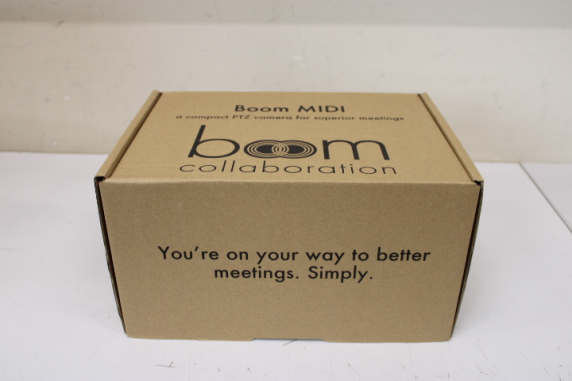 Boom MIDI
a compact PTZ camera for superior meetings
boom
collaboration
You're on your way to better
meetings. Simply.